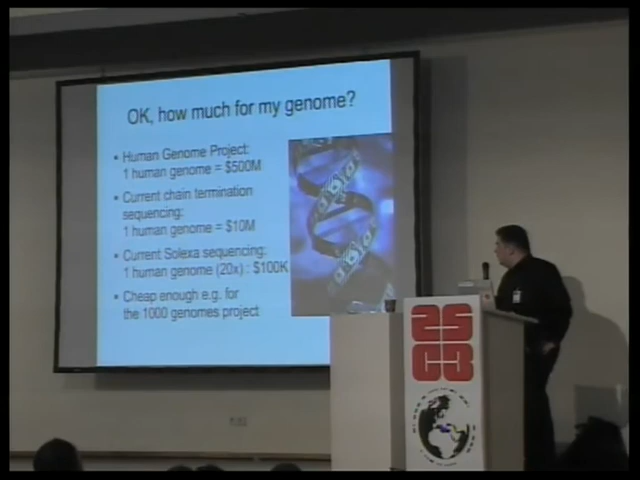 OK, how much for my genome?
• Human Genome Project:
1 human genome = $500M
• Current chain termination
sequencing:
1 human genome = $10M
• Current Solexa sequencing:
1 human genome (20x) : $100K
• Cheap enough e.g. for
the 1000 genomes project
25
C3